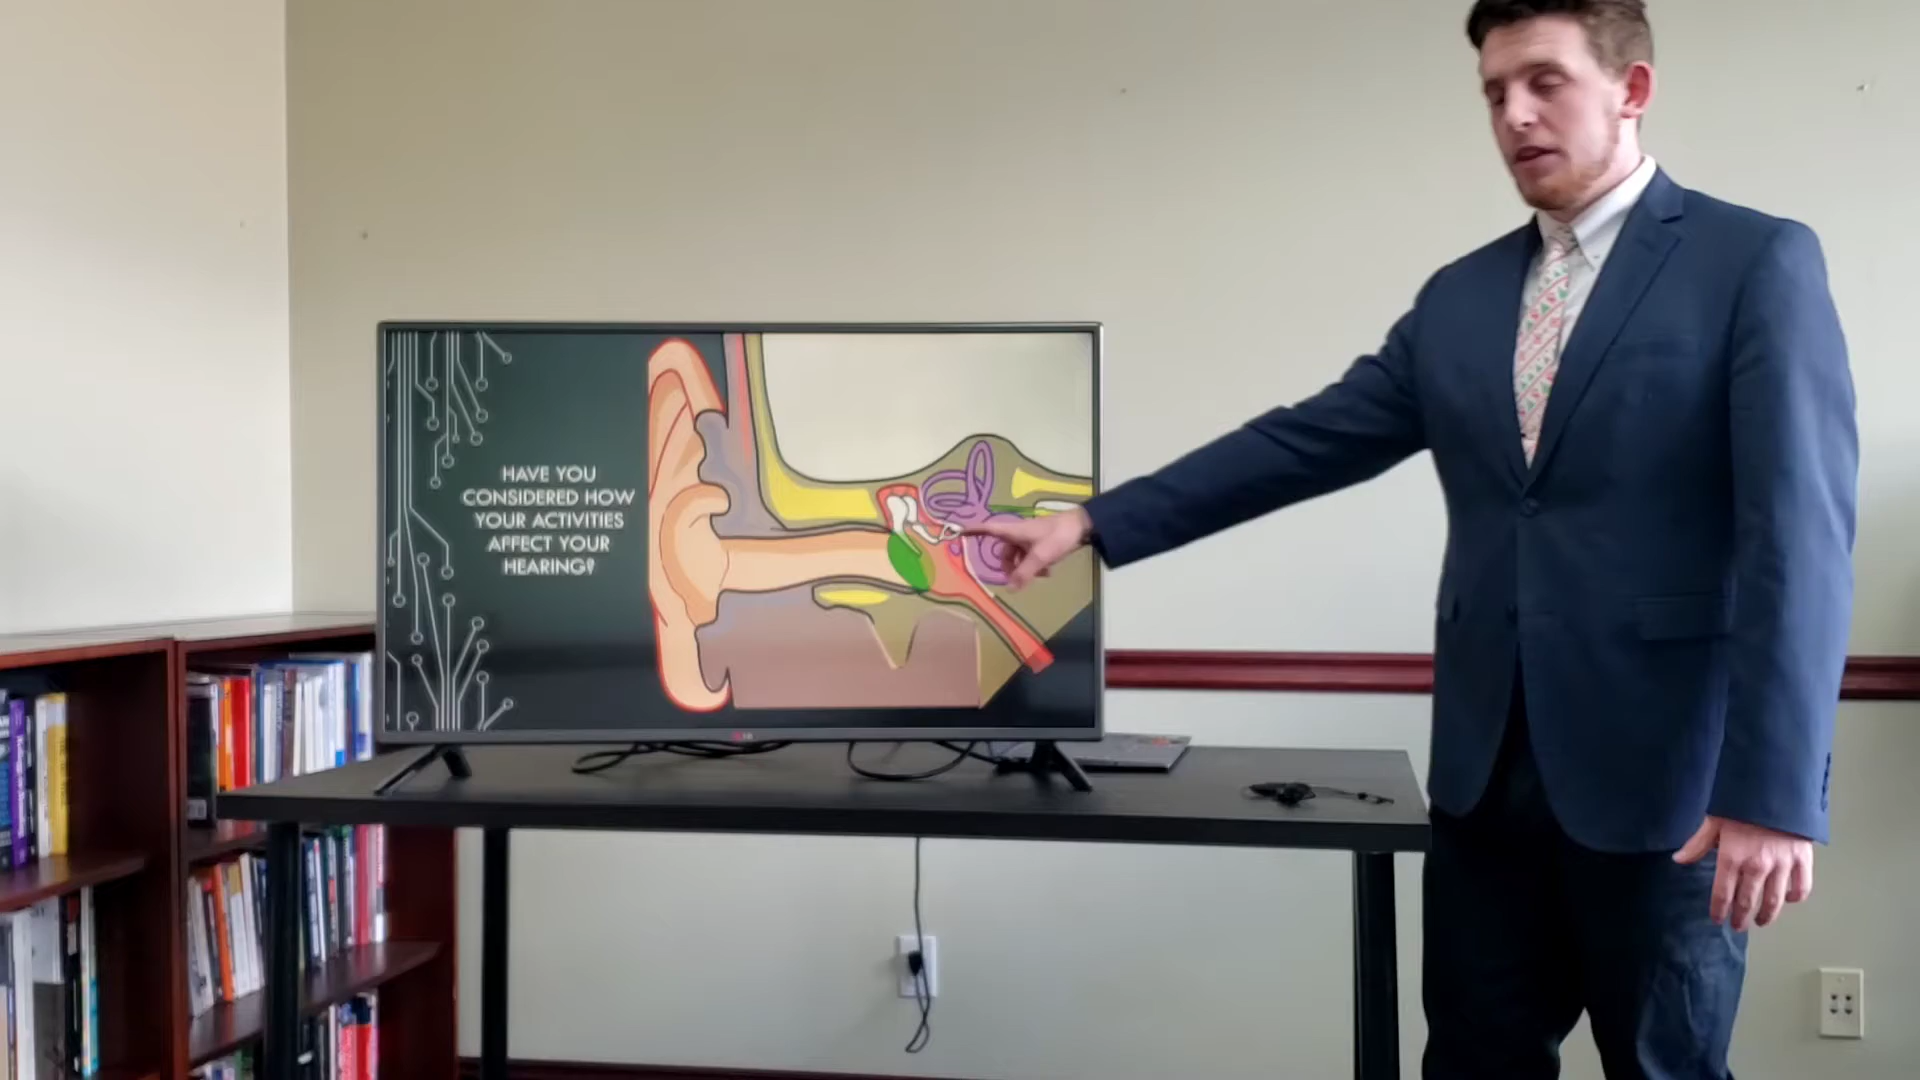 HAVE YOU
CONSIDERED HOW
YOUR ACTIVITIES
AFFECT YOUR
HEARING?